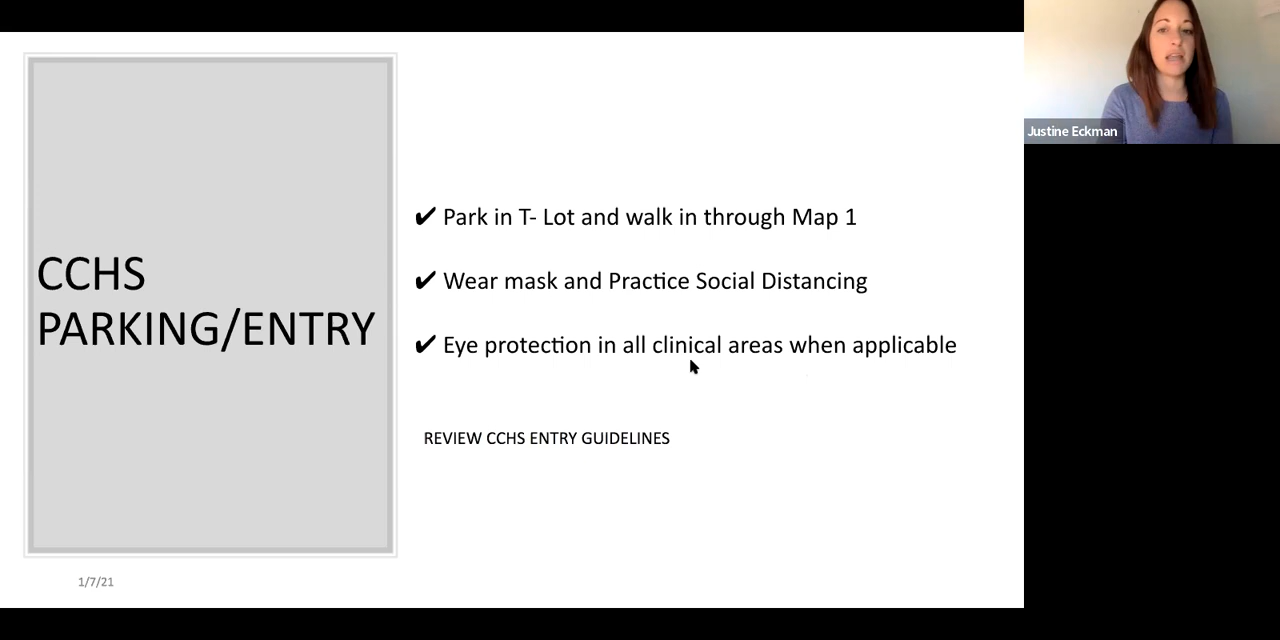 CCHS
PARKING/ENTRY
✔ Park in T- Lot and walk in through Map 1
✔ Wear mask and Practice Social Distancing
✔ Eye protection in all clinical areas when applicable
REVIEW CCHS ENTRY GUIDELINES
1/7/21
Justine Eckman